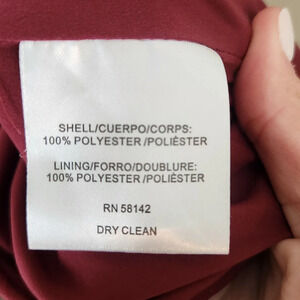 SHELL/CUERPO/CORPS:
100% POLYESTER /POLIÉSTER
LINING/FORRO/DOUBLURE:
100% POLYESTER /POLIÉSTER
RN 58142
DRY CLEAN